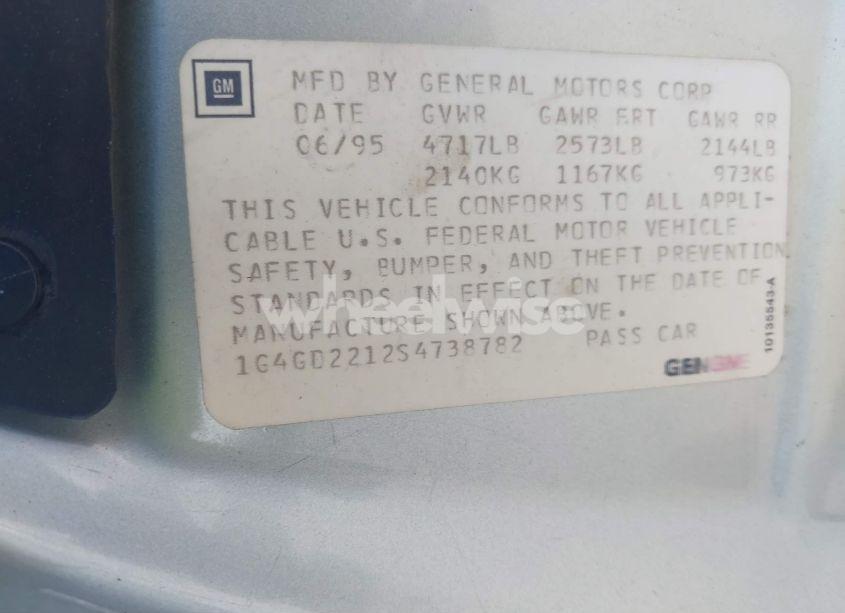 GM
MFD BY GENERAL MOTORS CORP
DATE GVWR GAWR FRT GAWR RR
06/95 4717LB 2573LB 2144LB
2140KG 1167KG 973KG
THIS VEHICLE CONFORMS TO ALL APPLI-
CABLE U.S. FEDERAL MOTOR VEHICLE
SAFETY, BUMPER, AND THEFT PREVENTION
STANDARDS IN EFFECT ON THE DATE OF
MANUFACTURE SHOWN ABOVE.
1G4GD2212S4738782 PASS CAR
GENUINE
10135543-A
wheelwise